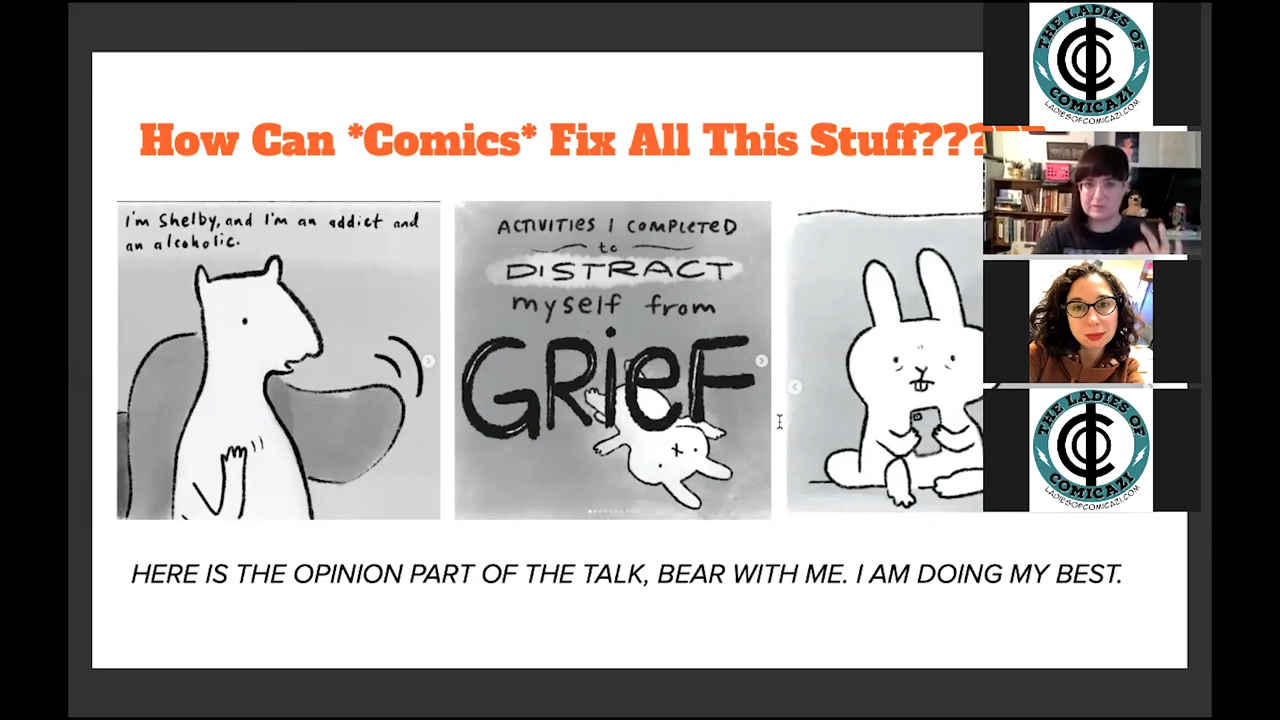 How Can *Comics* Fix All This Stuff???
I'm Shelby, and I'm an addict and
an alcoholic.
ACTIVITIES I COMPLETED
to
DISTRACT
myself from
GRiEF
HERE IS THE OPINION PART OF THE TALK, BEAR WITH ME. I AM DOING MY BEST.
THE LADIES OF
COMICAZI
LADIESOFCOMICAZI.COM
THE LADIES OF
COMICAZI
LADIESOFCOMICAZI.COM